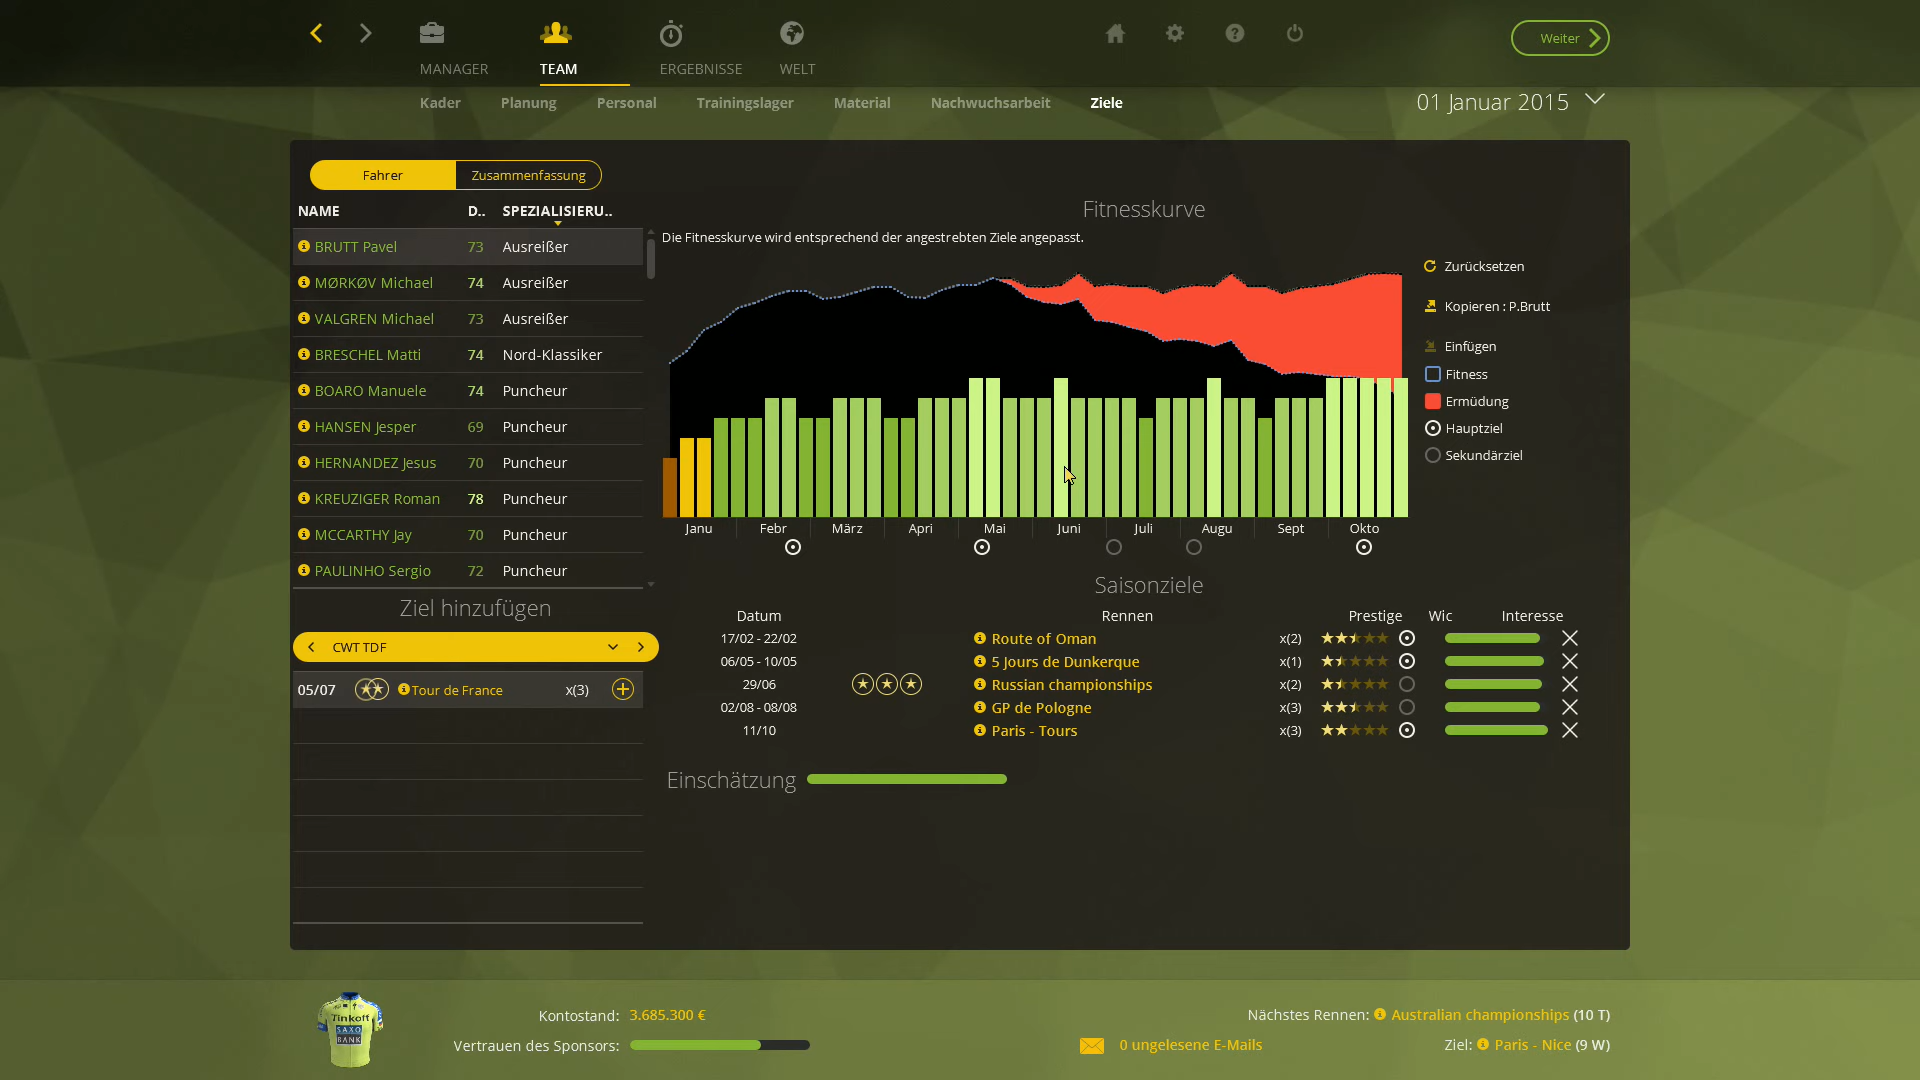 MANAGER TEAM ERGEBNISSE WELT Weiter
Kader Planung Personal Trainingslager Material Nachwuchsarbeit Ziele 01 Januar 2015
Fahrer Zusammenfassung
NAME D.. SPEZIALISIERU..
BRUTT Pavel 73 Ausreißer
MØRKØV Michael 74 Ausreißer
VALGREN Michael 73 Ausreißer
BRESCHEL Matti 74 Nord-Klassiker
BOARO Manuele 74 Puncheur
HANSEN Jesper 69 Puncheur
HERNANDEZ Jesus 70 Puncheur
KREUZIGER Roman 78 Puncheur
MCCARTHY Jay 70 Puncheur
PAULINHO Sergio 72 Puncheur
Ziel hinzufügen
CWT TDF
05/07 Tour de France x(3)
Fitnesskurve
Die Fitnesskurve wird entsprechend der angestrebten Ziele angepasst.
Zurücksetzen
Kopieren : P.Brutt
Einfügen
Fitness
Ermüdung
Hauptziel
Sekundärziel
Janu Febr März Apri Mai Juni Juli Augu Sept Okto
Saisonziele
Datum Rennen Prestige Wic Interesse
17/02 - 22/02 Route of Oman x(2)
06/05 - 10/05 5 Jours de Dunkerque x(1)
29/06 Russian championships x(2)
02/08 - 08/08 GP de Pologne x(3)
11/10 Paris - Tours x(3)
Einschätzung
Tinkoff
SAXO
BANK
Kontostand: 3.685.300 €
Vertrauen des Sponsors:
0 ungelesene E-Mails
Nächstes Rennen: Australian championships (10 T)
Ziel: Paris - Nice (9 W)